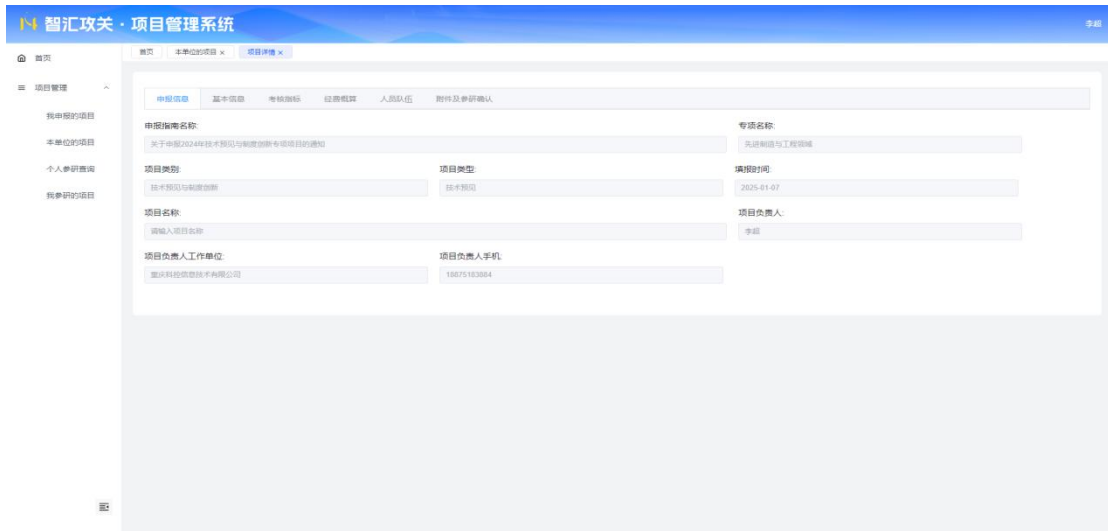 智汇攻关·项目管理系统
李超
首页
首页 本单位的项目 × 项目详情 ×
项目管理
我申报的项目
本单位的项目
个人参研查询
我参研的项目
申报信息 基本信息 考核指标 经费概算 人员队伍 附件及参研确认
申报指南名称: 专项名称:
关于申报2024年技术预见与制度创新专项项目的通知 先进制造与工程领域
项目类别: 项目类型: 填报时间:
技术预见与制度创新 技术预见 2025-01-07
项目名称: 项目负责人:
请输入项目名称 李超
项目负责人工作单位: 项目负责人手机:
重庆科控信息技术有限公司 18875183084